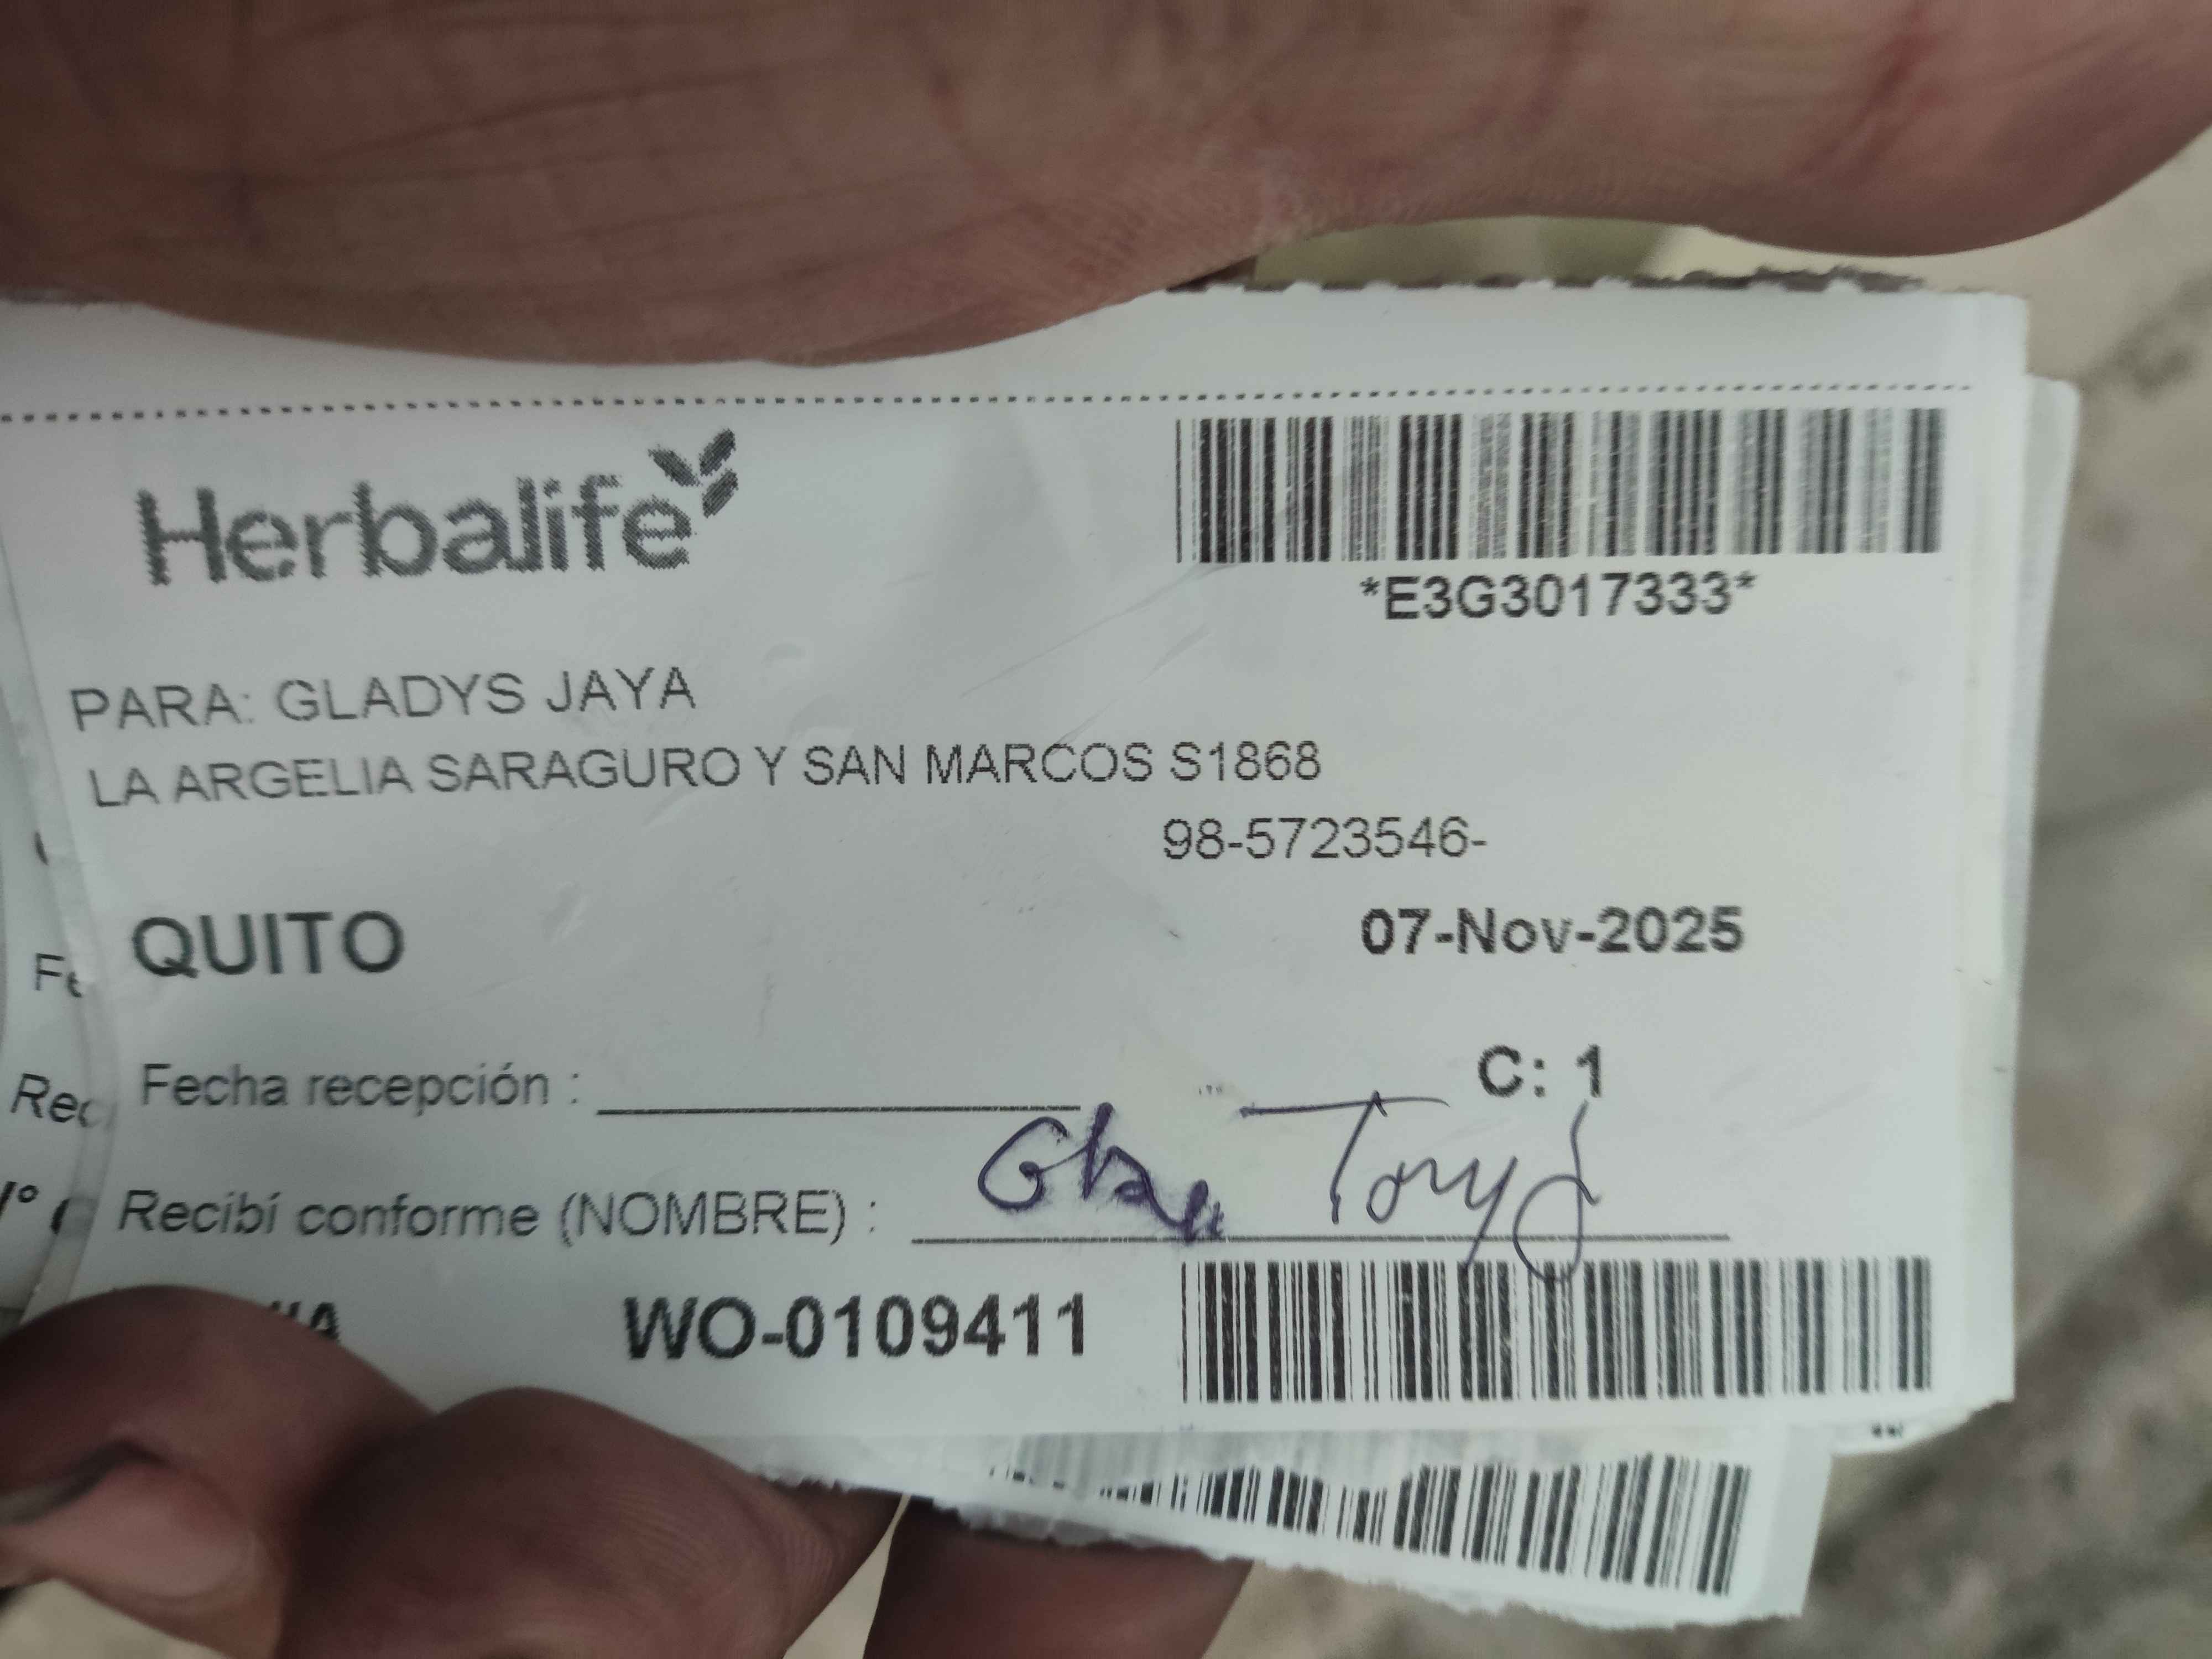 Herbalife
*E3G3017333*
PARA: GLADYS JAYA
LA ARGELIA SARAGURO Y SAN MARCOS S1868
98-5723546-
QUITO
07-Nov-2025
Fecha recepción :
C: 1
Recibí conforme (NOMBRE) :
WO-0109411